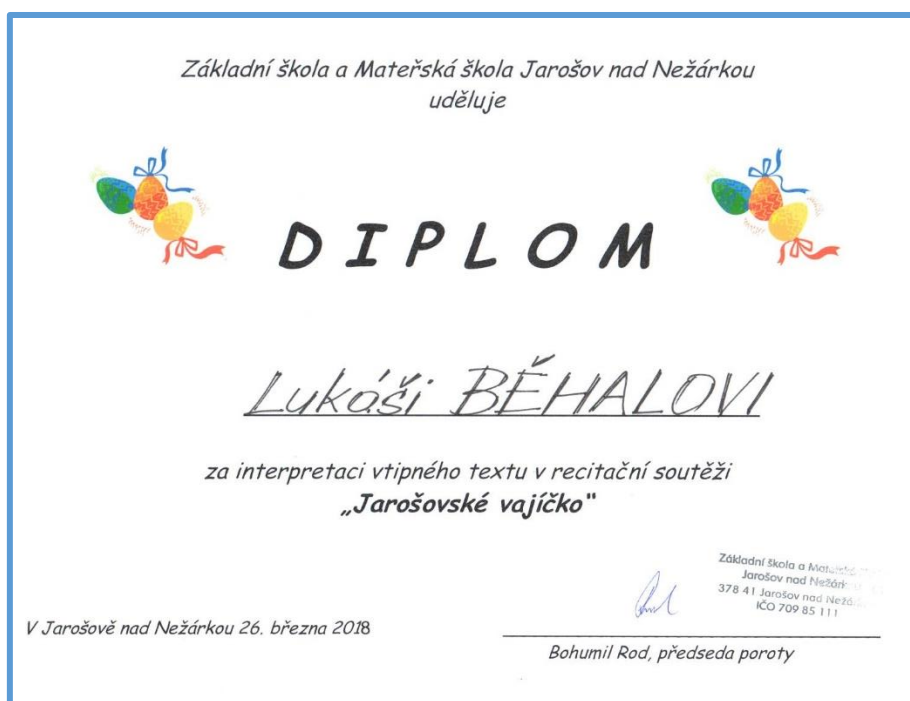 Základní škola a Mateřská škola Jarošov nad Nežárkou
uděluje
DIPLOM
Lukáši BĚHALOVI
za interpretaci vtipného textu v recitační soutěži
„Jarošovské vajíčko"
Základní škola a
Jarošov nad
378 41 Jarošov nad
IČO 709 85 111
V Jarošově nad Nežárkou 26. března 2018
Bohumil Rod, předseda poroty